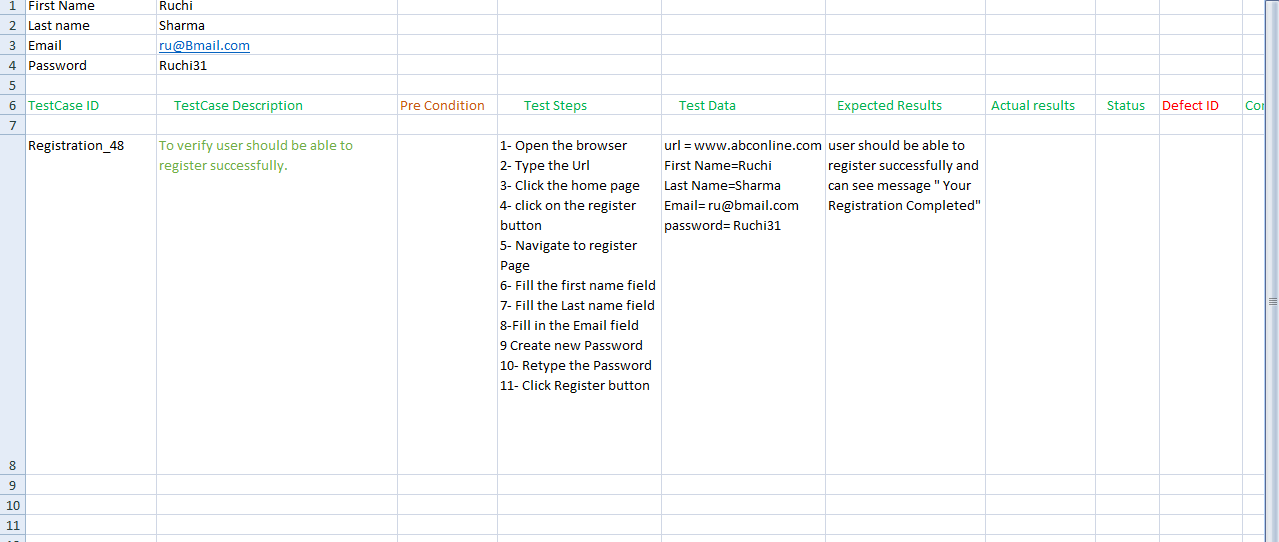 1 First Name Ruchi
2 Last name Sharma
3 Email ru@Bmail.com
4 Password Ruchi31
5
6 TestCase ID TestCase Description Pre Condition Test Steps Test Data Expected Results Actual results Status Defect ID Cor
7
Registration_48
To verify user should be able to
register successfully.
1- Open the browser
2- Type the Url
3- Click the home page
4- click on the register
button
5- Navigate to register
Page
6- Fill the first name field
7- Fill the Last name field
8-Fill in the Email field
9 Create new Password
10- Retype the Password
11- Click Register button
url = www.abconline.com
First Name=Ruchi
Last Name=Sharma
Email= ru@bmail.com
password= Ruchi31
user should be able to
register successfully and
can see message " Your
Registration Completed"
8
9
10
11